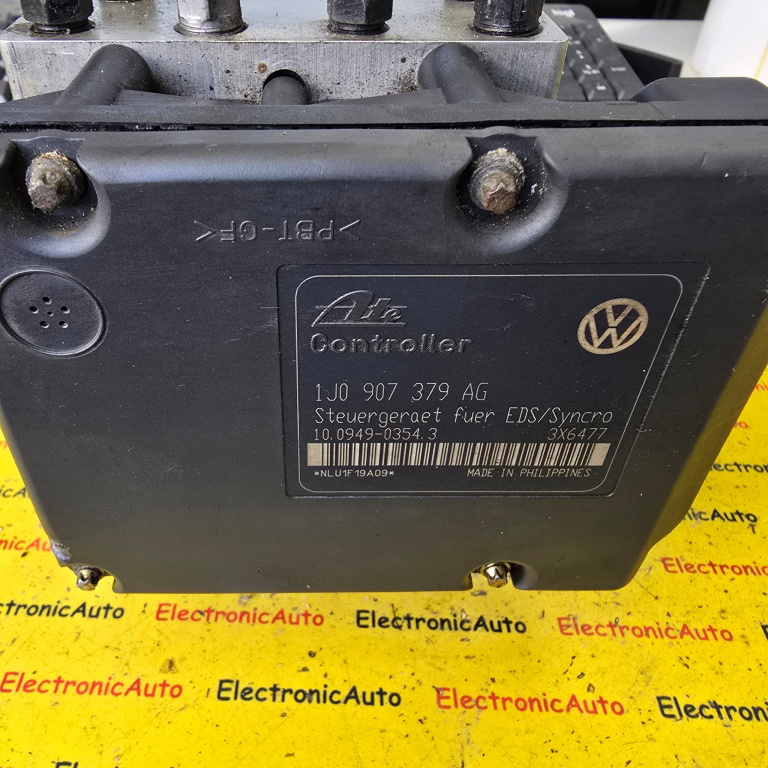 >PBT-GF<
Ate
Controller
1J0 907 379 AG
Steuergeraet fuer EDS/Syncro
10.0949-0354.3 3X6477
*NLU1F19A09*
MADE IN PHILIPPINES
ElectronicAuto ElectronicAuto
ElectronicAuto ElectronicAuto ElectronicAuto ElectronicAuto
ElectronicAuto ElectronicAuto ElectronicAuto ElectronicAuto